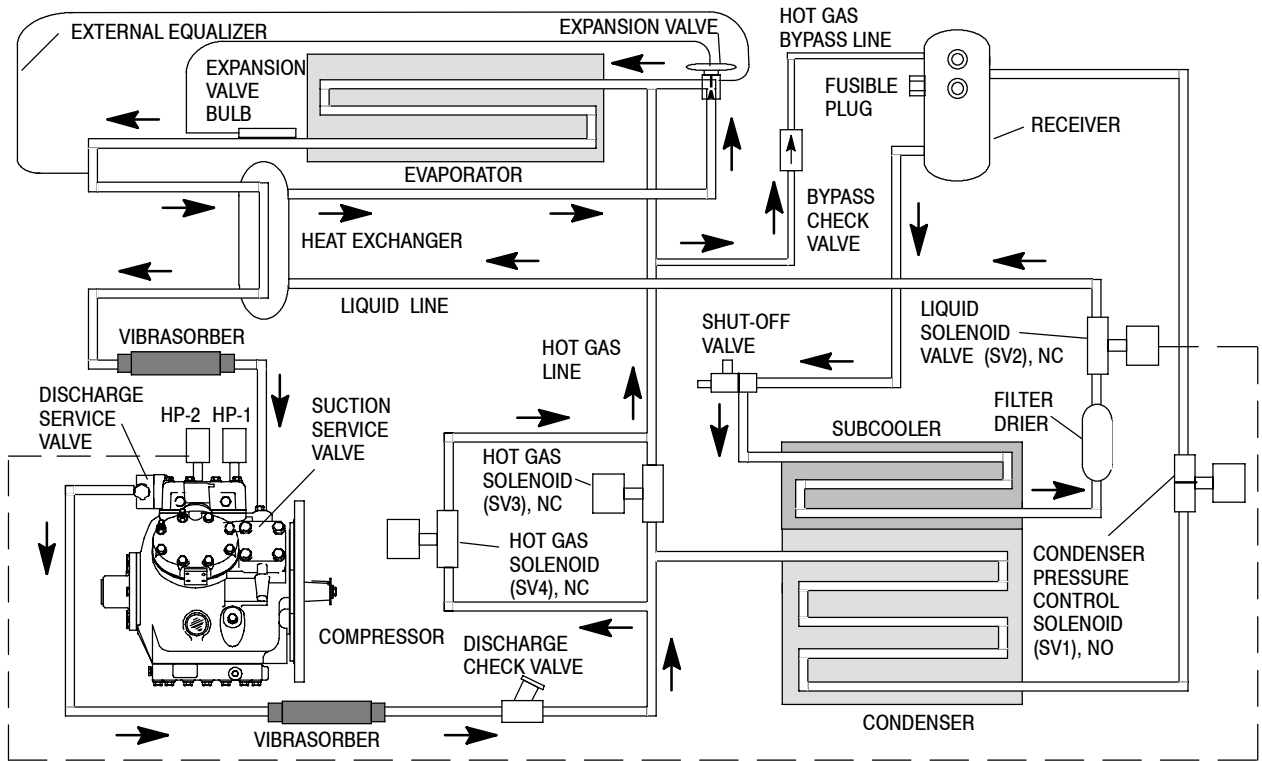 EXTERNAL EQUALIZER
EXPANSION VALVE
HOT GAS
BYPASS LINE
EXPANSION
VALVE
BULB
FUSIBLE
PLUG
RECEIVER
EVAPORATOR
BYPASS
CHECK
VALVE
HEAT EXCHANGER
LIQUID LINE
VIBRASORBER
SHUT-OFF
VALVE
LIQUID
SOLENOID
VALVE (SV2), NC
HOT GAS
LINE
DISCHARGE
SERVICE
VALVE
HP-2
HP-1
SUCTION
SERVICE
VALVE
FILTER
DRIER
SUBCOOLER
HOT GAS
SOLENOID
(SV3), NC
HOT GAS
SOLENOID
(SV4), NC
CONDENSER
PRESSURE
CONTROL
SOLENOID
(SV1), NO
COMPRESSOR
DISCHARGE
CHECK VALVE
CONDENSER
VIBRASORBER